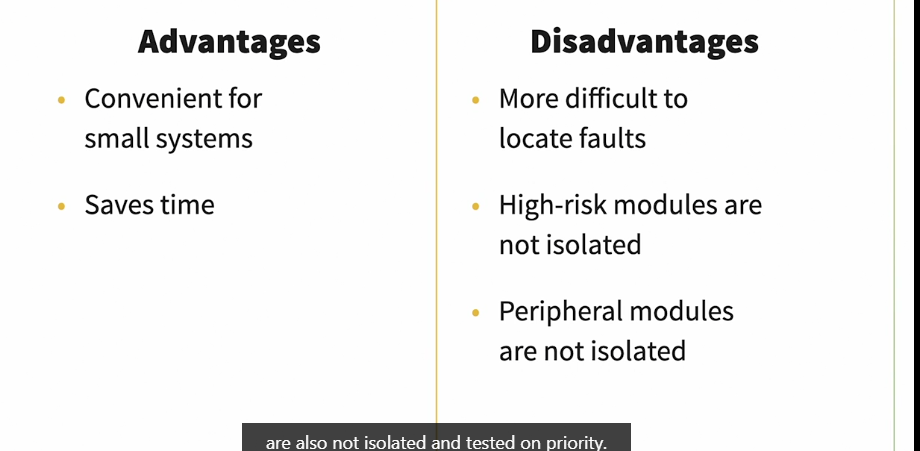 Advantages
• Convenient for
small systems
• Saves time
Disadvantages
• More difficult to
locate faults
• High-risk modules are
not isolated
• Peripheral modules
are not isolated
are also not isolated and tested on priority.